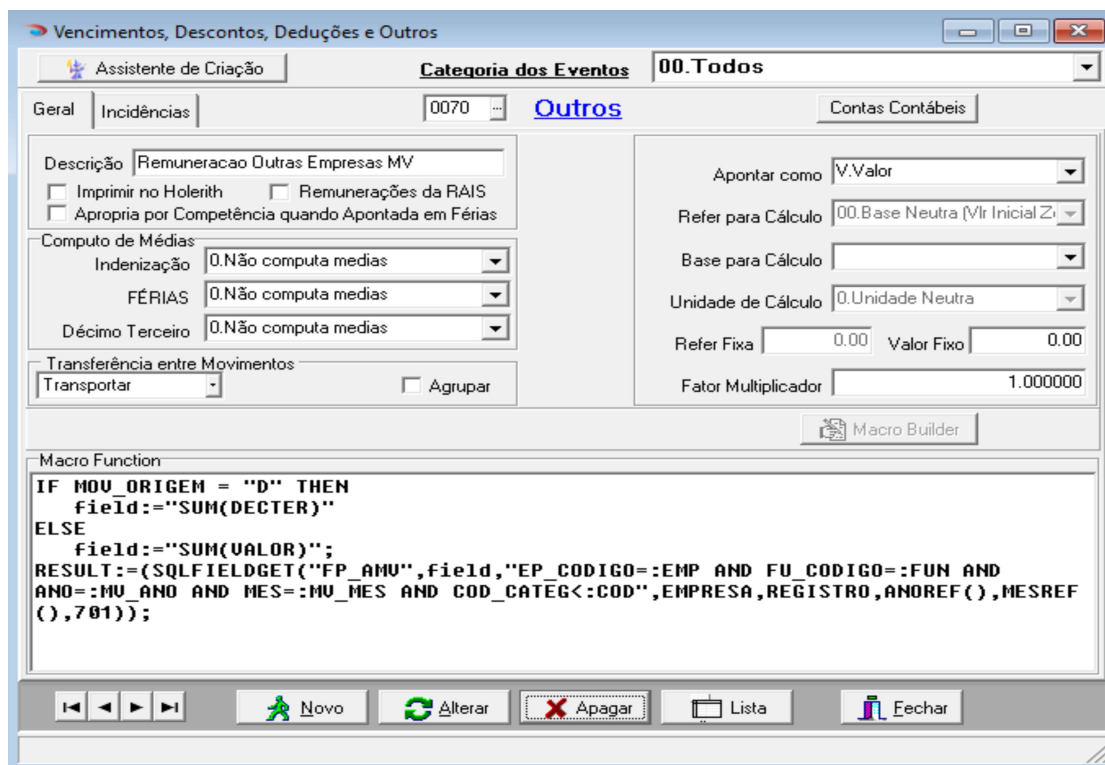 Vencimentos, Descontos, Deduções e Outros
Assistente de Criação
Categoria dos Eventos
00.Todos
Geral
Incidências
0070
...
Outros
Contas Contábeis
Descrição
Remuneracao Outras Empresas MV
Imprimir no Holerith
Remunerações da RAIS
Apropria por Competência quando Apontada em Férias
Computo de Médias
Indenização
0.Não computa medias
FÉRIAS
0.Não computa medias
Décimo Terceiro
0.Não computa medias
Transferência entre Movimentos
Transportar
Agrupar
Apontar como
V.Valor
Refer para Cálculo
00.Base Neutra (Vlr Inicial Z
Base para Cálculo
Unidade de Cálculo
0.Unidade Neutra
Refer Fixa
0.00
Valor Fixo
0.00
Fator Multiplicador
1.000000
Macro Builder
Macro Function
IF MOV_ORIGEM = "D" THEN
field:="SUM(DECTER)"
ELSE
field:="SUM(VALOR)";
RESULT:=(SQLFIELDGET("FP_AMV",field,"EP_CODIGO=:EMP AND FU_CODIGO=:FUN AND
ANO=:MV_ANO AND MES=:MV_MES AND COD_CATEG<:COD",EMPRESA,REGISTRO,ANOREF(),MESREF
(),701));
Novo
Alterar
Apagar
Lista
Fechar